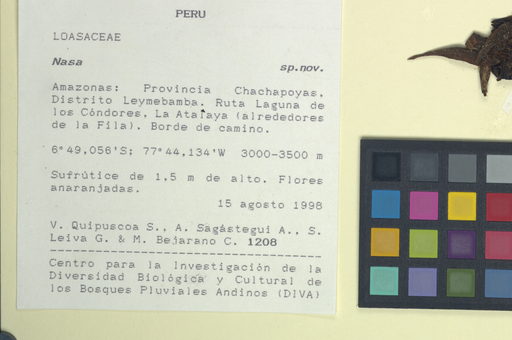 PERU
LOASACEAE
Nasa sp.nov.
Amazonas: Provincia Chachapoyas.
Distrito Leymebamba. Ruta Laguna de
los Cóndores, La Atalaya (alrededores
de la Fila). Borde de camino.
6°49,056'S; 77°44,134'W 3000-3500 m
Sufrútice de 1,5 m de alto. Flores
anaranjadas.
15 agosto 1998
V. Quipuscoa S., A. Sagástegui A., S.
Leiva G. & M. Bejarano C. 1208
Centro para la Investigación de la
Diversidad Biológica y Cultural de
los Bosques Pluviales Andinos (DIVA)